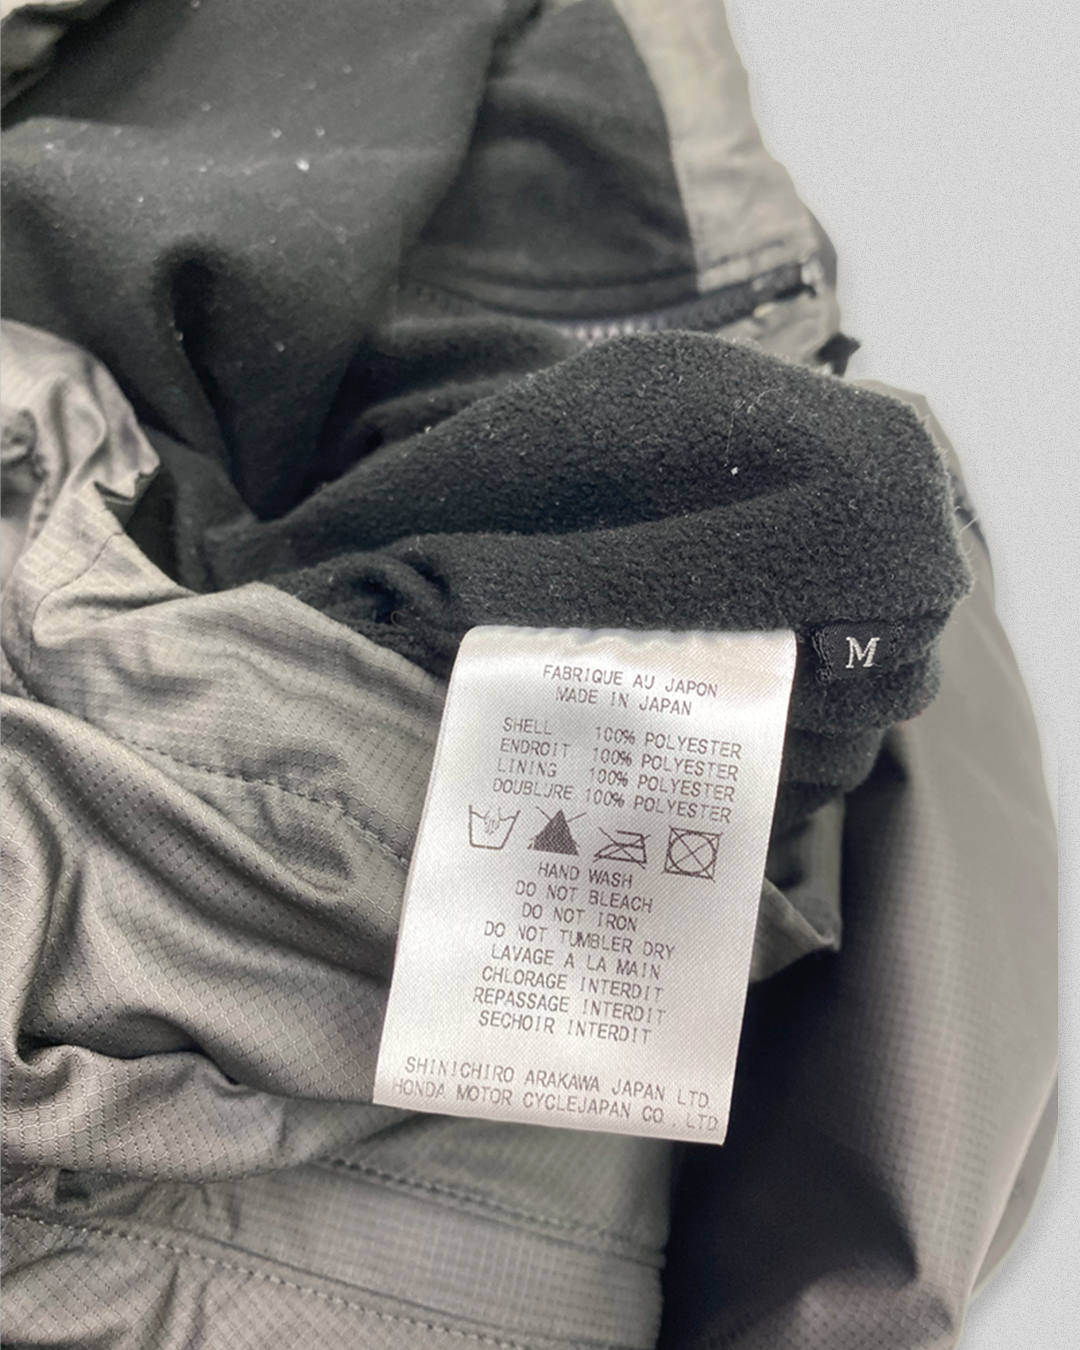 M
FABRIQUE AU JAPON
MADE IN JAPAN
SHELL 100% POLYESTER
ENDROIT 100% POLYESTER
LINING 100% POLYESTER
DOUBLURE 100% POLYESTER
HAND WASH
DO NOT BLEACH
DO NOT IRON
DO NOT TUMBLER DRY
LAVAGE A LA MAIN
CHLORAGE INTERDIT
REPASSAGE INTERDIT
SECHOIR INTERDIT
SHINICHIRO ARAKAWA JAPAN LTD.
HONDA MOTOR CYCLEJAPAN CO., LTD